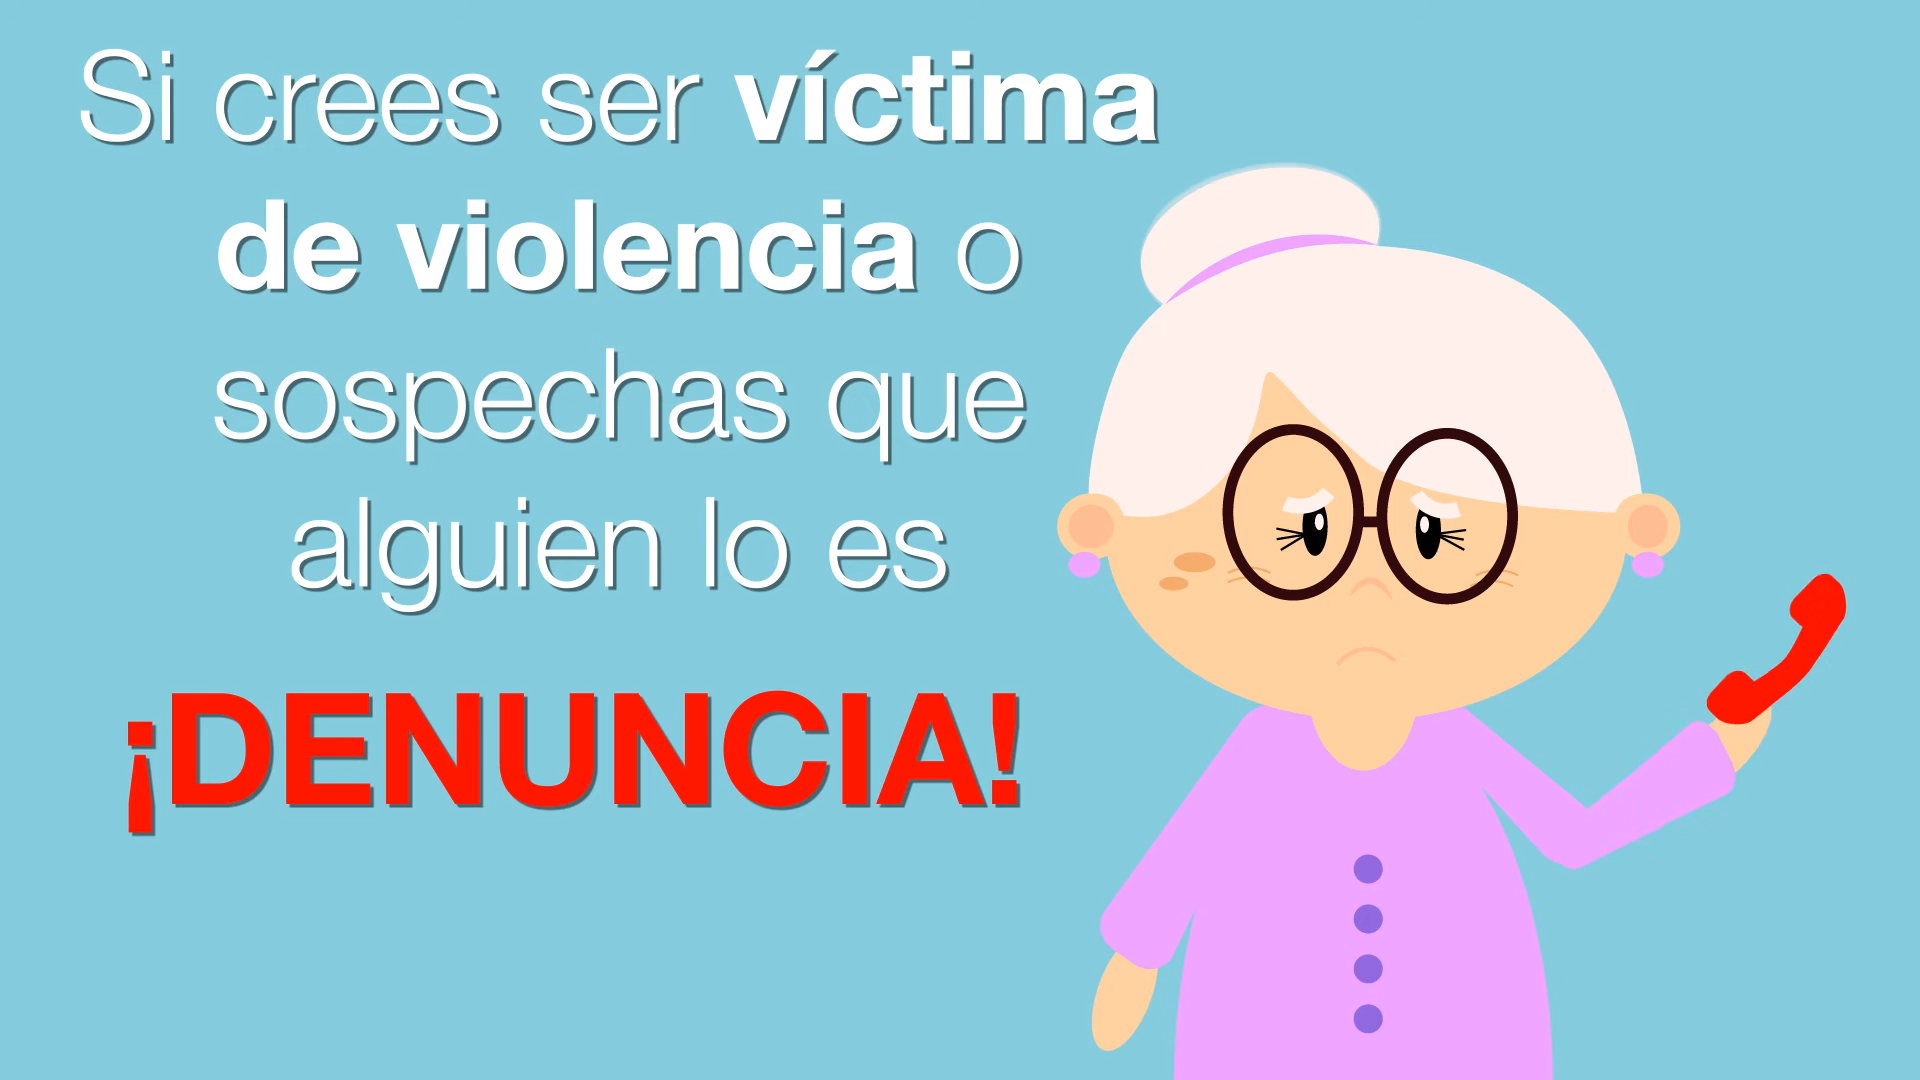 Si crees ser víctima
de violencia o
sospechas que
alguien lo es
¡DENUNCIA!